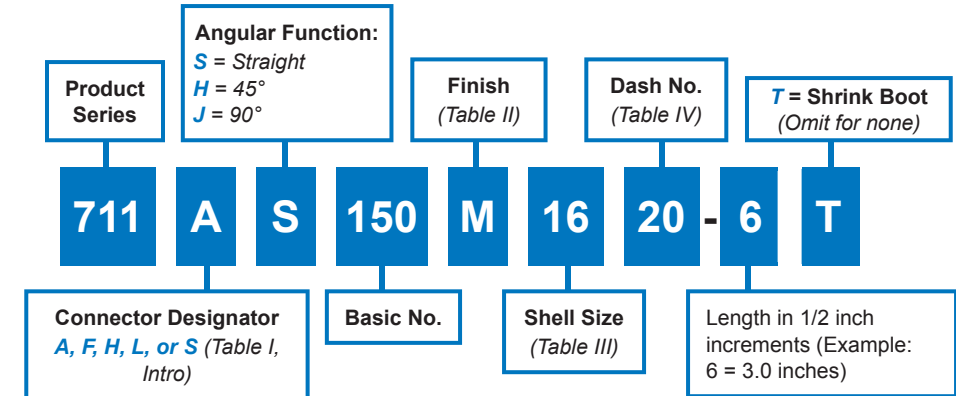 Angular Function:
S = Straight
H = 45°
J = 90°
Product
Series
Finish
(Table II)
Dash No.
(Table IV)
T = Shrink Boot
(Omit for none)
711 A S 150 M 16 20 - 6 T
Connector Designator
A, F, H, L, or S (Table I,
Intro)
Basic No.
Shell Size
(Table III)
Length in 1/2 inch
increments (Example:
6 = 3.0 inches)